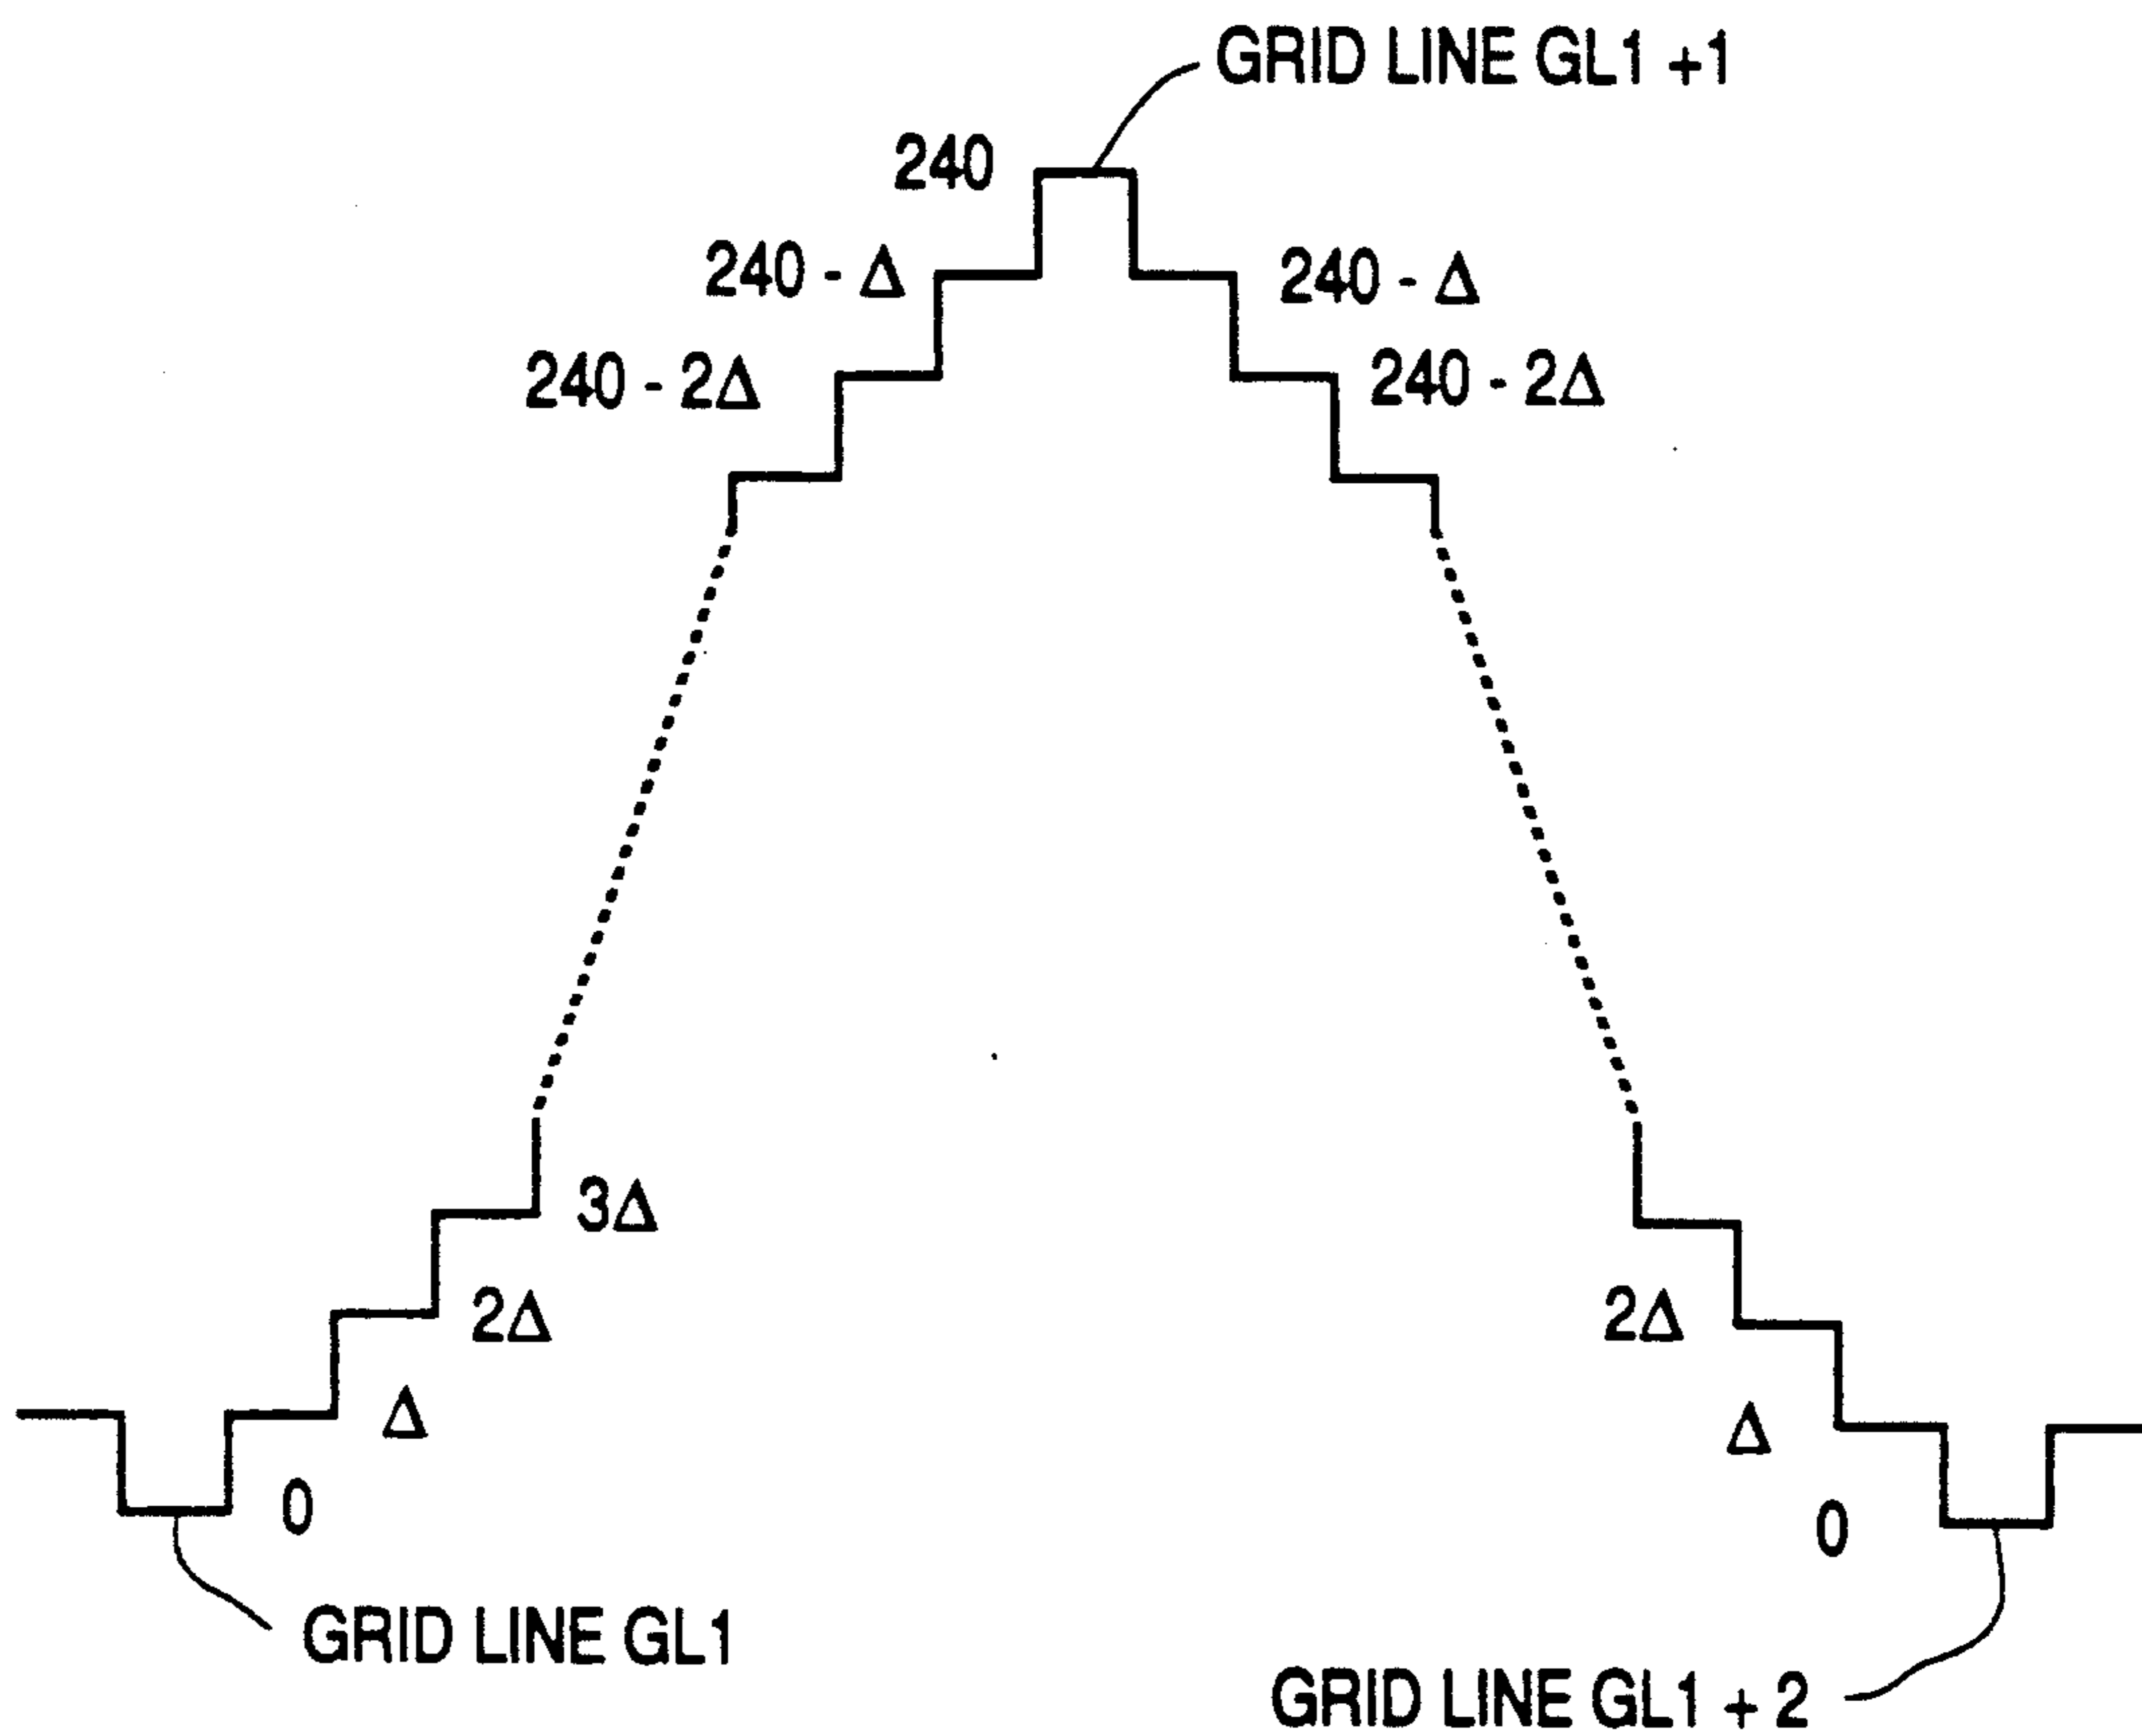 GRID LINE GL1 +1
240
240 - Δ
240 - Δ
240 - 2Δ
240 - 2Δ
3Δ
2Δ
2Δ
Δ
Δ
0
0
GRID LINE GL1
GRID LINE GL1 + 2